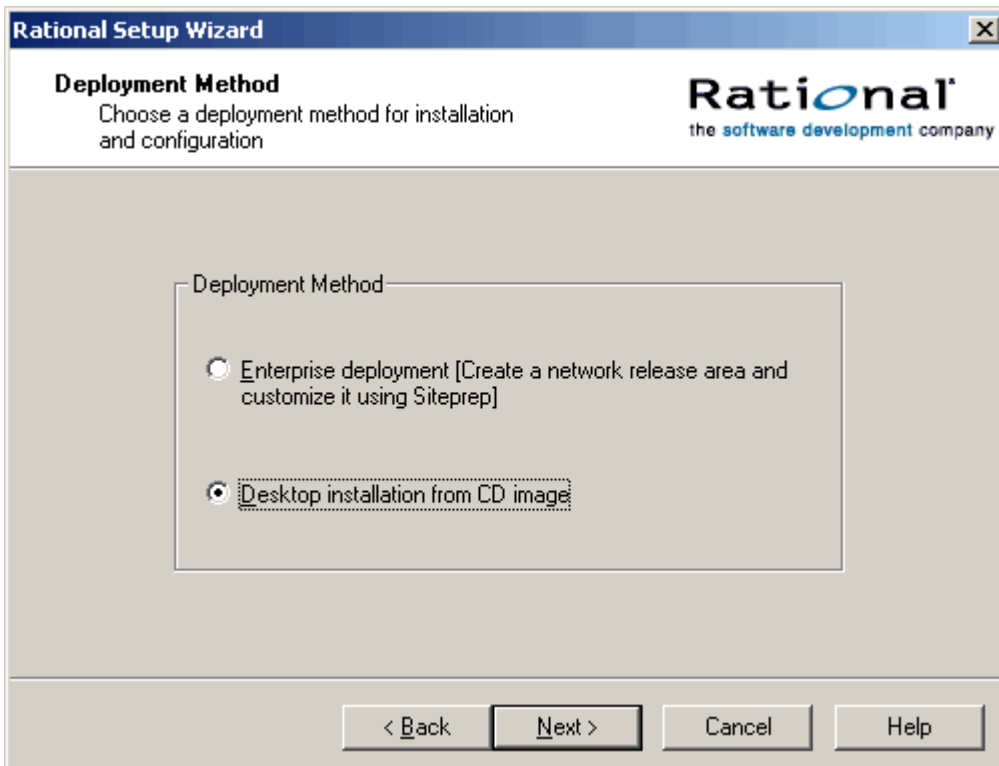 Rational Setup Wizard
Deployment Method
Choose a deployment method for installation
and configuration
Rational
the software development company
Deployment Method
Enterprise deployment [Create a network release area and
customize it using Siteprep]
Desktop installation from CD image
< Back
Next >
Cancel
Help